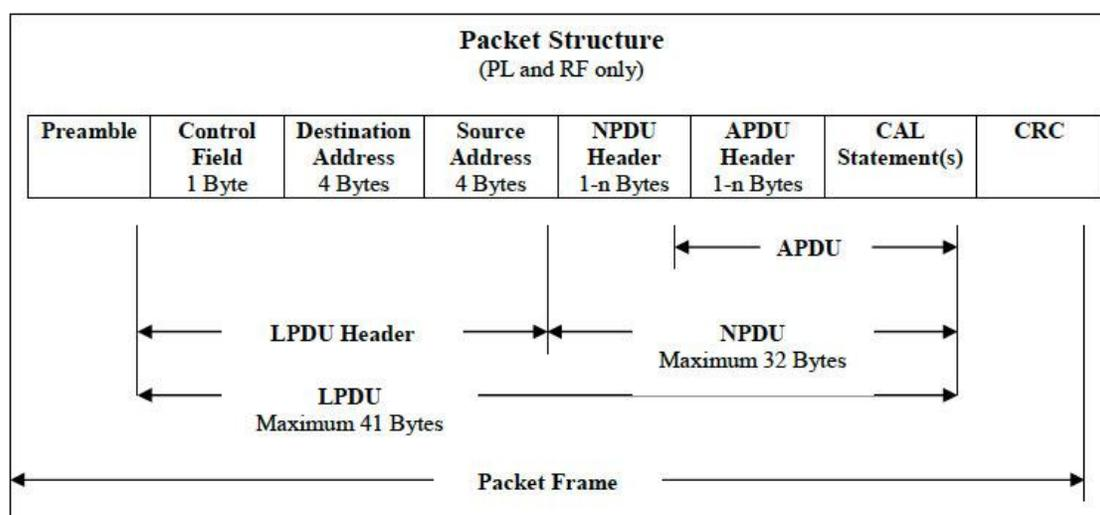 Packet Structure
(PL and RF only)
Preamble
Control
Field
1 Byte
Destination
Address
4 Bytes
Source
Address
4 Bytes
NPDU
Header
1-n Bytes
APDU
Header
1-n Bytes
CAL
Statement(s)
CRC
APDU
LPDU Header
NPDU
Maximum 32 Bytes
LPDU
Maximum 41 Bytes
Packet Frame